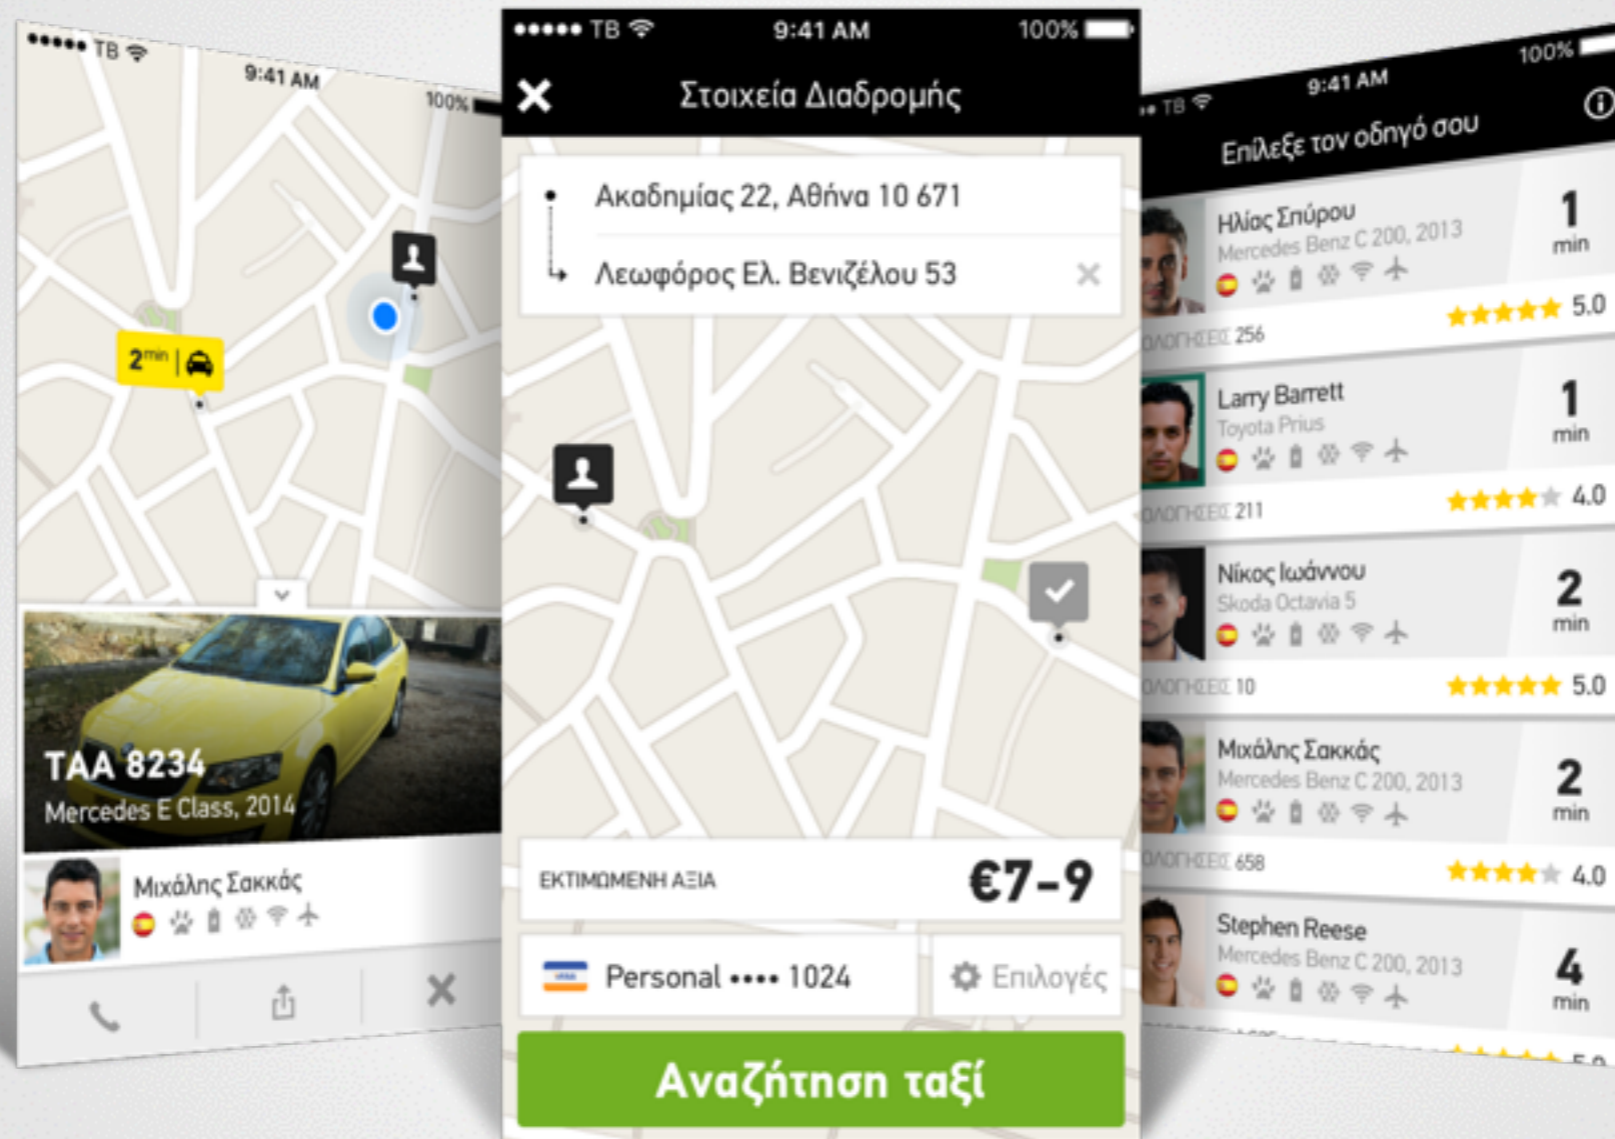 TB
9:41 AM
100%
2 min
TAA 8234
Mercedes E Class, 2014
Μιχάλης Σακκάς
TB
9:41 AM
100%
Στοιχεία Διαδρομής
Ακαδημίας 22, Αθήνα 10 671
Λεωφόρος Ελ. Βενιζέλου 53
ΕΚΤΙΜΩΜΕΝΗ ΑΞΙΑ
€7-9
VISA
Personal •••• 1024
Επιλογές
Αναζήτηση ταξί
TB
9:41 AM
100%
Επίλεξε τον οδηγό σου
Ηλίας Σπύρου
Mercedes Benz C 200, 2013
1
min
256
5.0
Larry Barrett
Toyota Prius
1
min
211
4.0
Νίκος Ιωάννου
Skoda Octavia 5
2
min
10
5.0
Μιχάλης Σακκάς
Mercedes Benz C 200, 2013
2
min
658
4.0
Stephen Reese
Mercedes Benz C 200, 2013
4
min